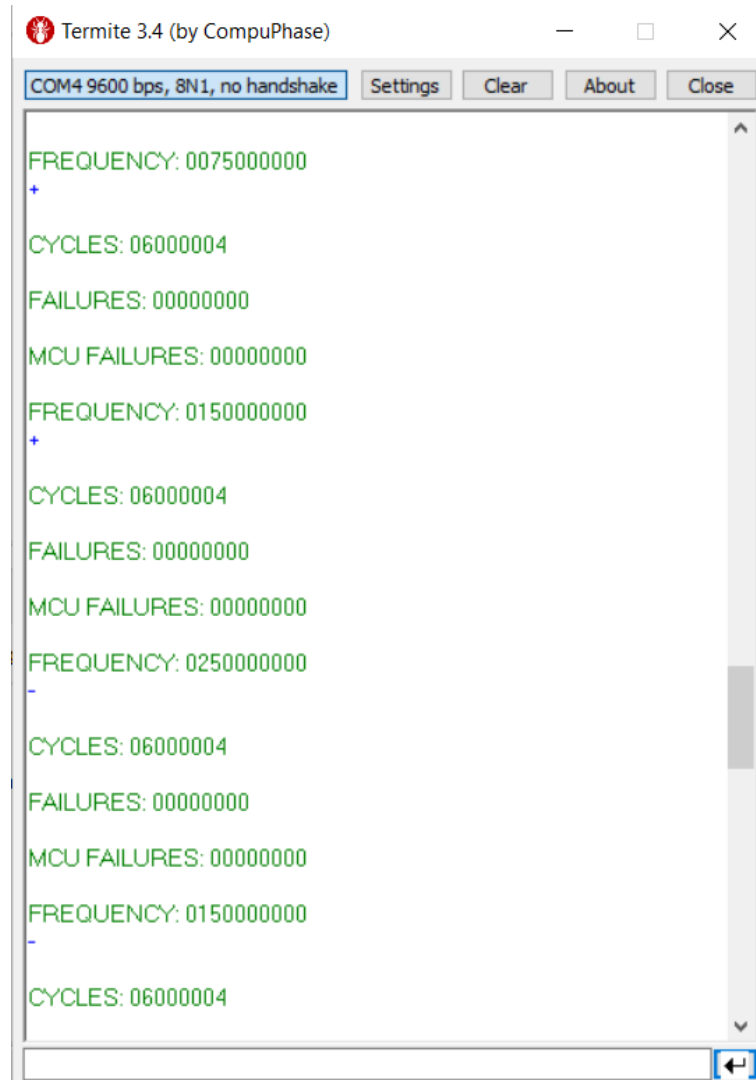 Termite 3.4 (by CompuPhase)
COM4 9600 bps, 8N1, no handshake Settings Clear About Close
FREQUENCY: 0075000000
+
CYCLES: 06000004
FAILURES: 00000000
MCU FAILURES: 00000000
FREQUENCY: 0150000000
+
CYCLES: 06000004
FAILURES: 00000000
MCU FAILURES: 00000000
FREQUENCY: 0250000000
-
CYCLES: 06000004
FAILURES: 00000000
MCU FAILURES: 00000000
FREQUENCY: 0150000000
-
CYCLES: 06000004